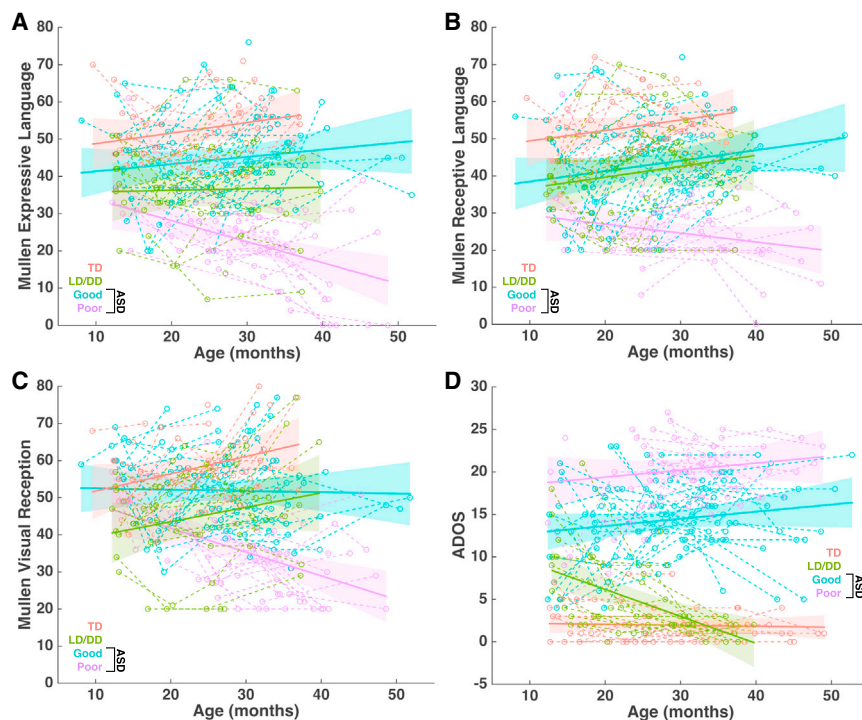 A
Mullen Expressive Language
80
70
60
50
40
30
20
10
0
TD
LD/DD
Good
Poor
ASD
10
20
30
40
50
Age (months)
B
Mullen Receptive Language
80
70
60
50
40
30
20
10
0
TD
LD/DD
Good
Poor
ASD
10
20
30
40
50
Age (months)
C
Mullen Visual Reception
80
70
60
50
40
30
20
10
0
TD
LD/DD
Good
Poor
ASD
10
20
30
40
50
Age (months)
D
ADOS
30
25
20
15
10
5
0
-5
TD
LD/DD
Good
Poor
ASD
10
20
30
40
50
Age (months)